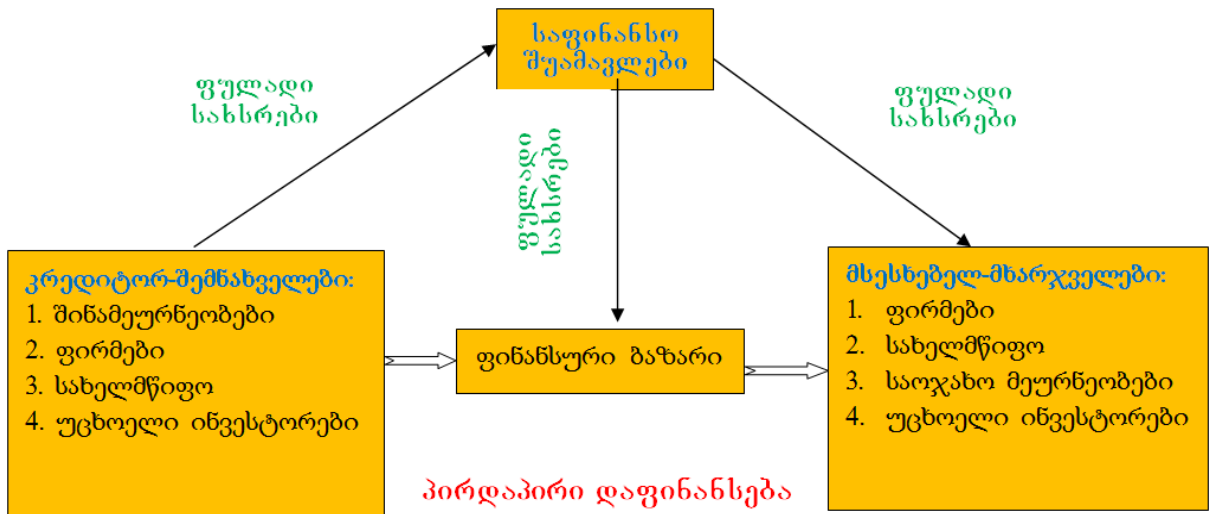 საფინანსო
შუამავლები
ფულადი
სახსრები
ფულადი
სახსრები
ფულადი
სახსრები
კრედიტორ-შემნახველები:
1. შინამეურნეობები
2. ფირმები
3. სახელმწიფო
4. უცხოელი ინვესტორები
ფინანსური ბაზარი
მსესხებელ-მხარჯველები:
1. ფირმები
2. სახელმწიფო
3. საოჯახო მეურნეობები
4. უცხოელი ინვესტორები
პირდაპირი დაფინანსება